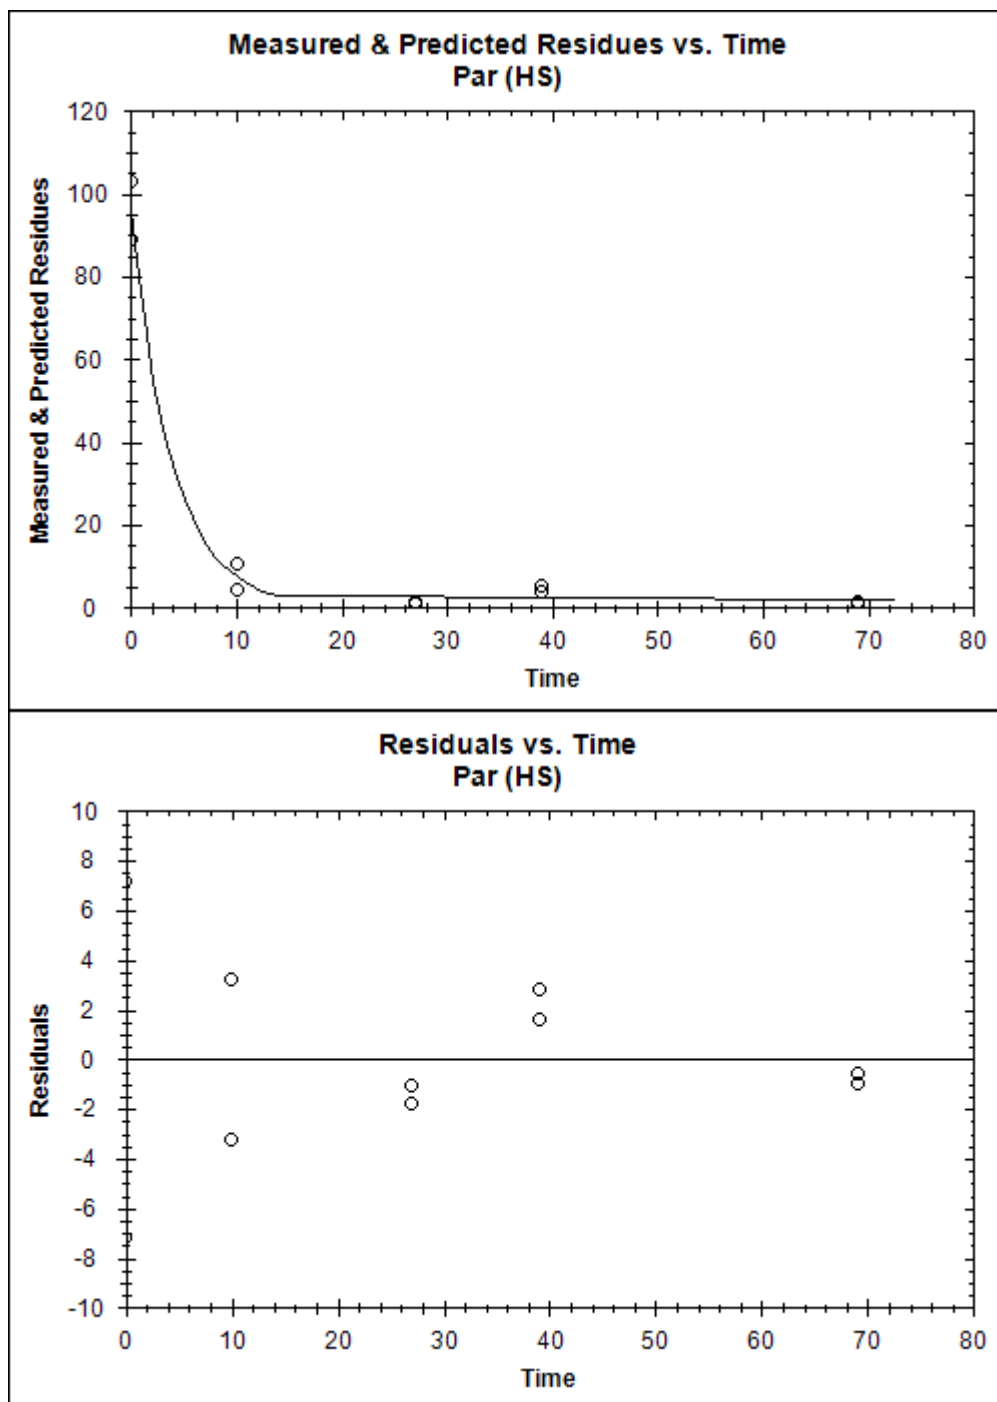 Measured & Predicted Residues vs. Time
Par (HS)
Measured & Predicted Residues
120
100
80
60
40
20
0
0 10 20 30 40 50 60 70 80
Time
Residuals vs. Time
Par (HS)
Residuals
10
8
6
4
2
0
-2
-4
-6
-8
-10
0 10 20 30 40 50 60 70 80
Time